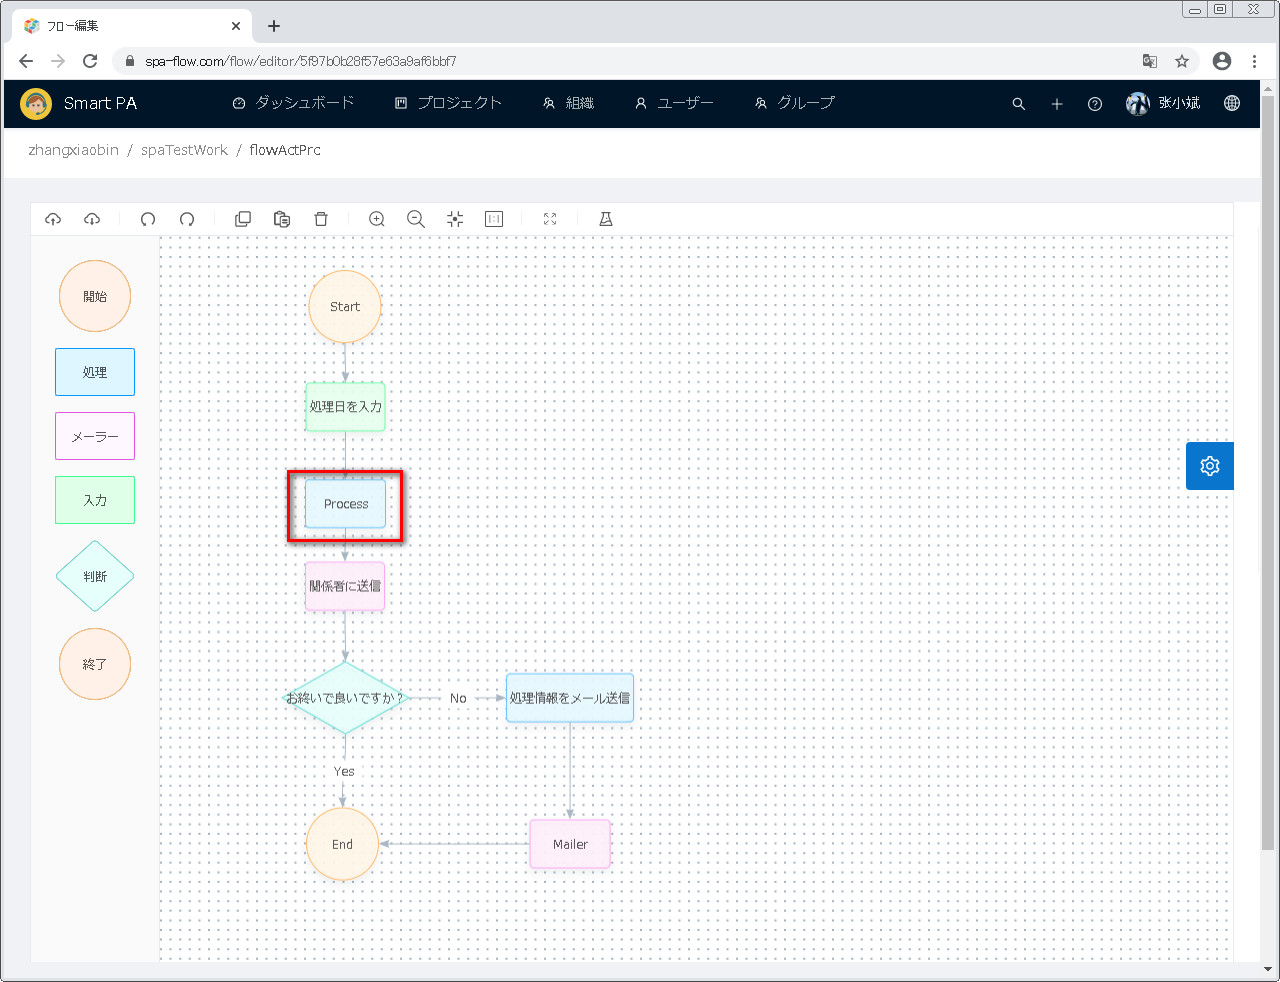 フロー編集
spa-flow.com/flow/editor/5f97b0b28f57e63a9af6bbf7
Smart PA
ダッシュボード
プロジェクト
組織
ユーザー
グループ
张小斌
zhangxiaobin / spaTestWork / flowActPrc
開始
処理
メーラー
入力
判断
終了
Start
処理日を入力
Process
関係者に送信
お終いで良いですか？
No
処理情報をメール送信
Yes
End
Mailer